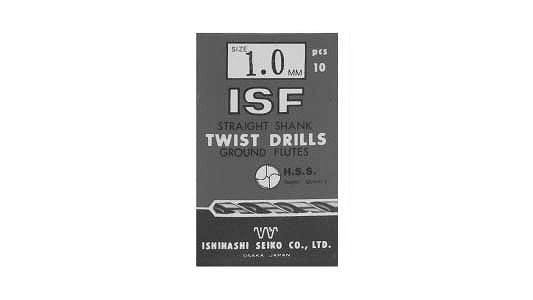 SIZE 1.0 MM
pcs
10
ISF
STRAIGHT SHANK
TWIST DRILLS
GROUND FLUTES
H.S.S.
ISHIHASHI SEIKO CO., LTD.
OSAKA JAPAN